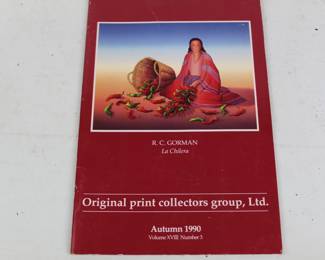 R. C. GORMAN
La Chilera
Original print collectors group, Ltd.
Autumn 1990
Volume XVIII Number 3